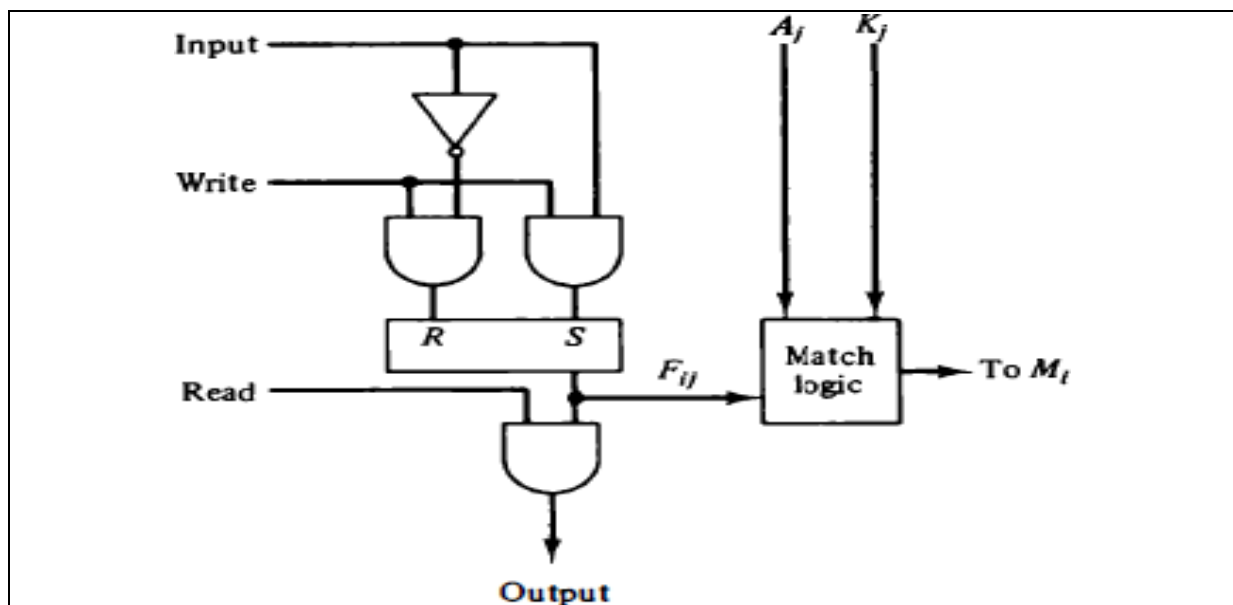 Input
A_j K_j
Write
R S
Read
F_ij
Match
logic
To M_i
Output